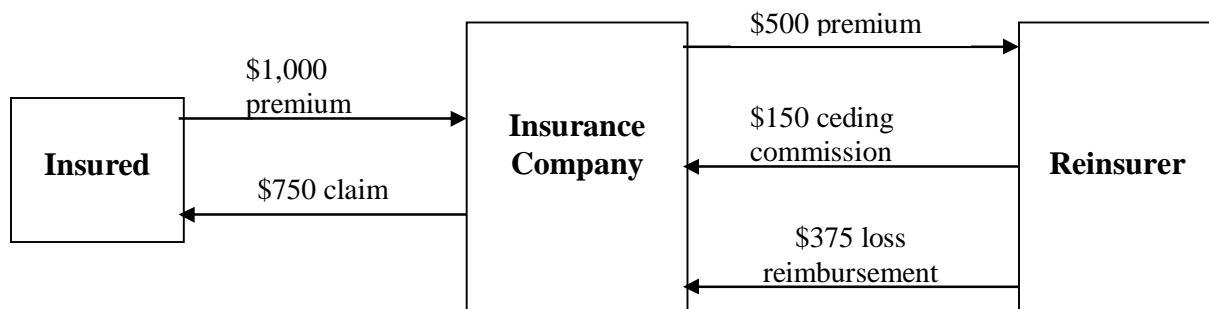 $500 premium
$1,000
premium
$150 ceding
commission
Insurance
Company
Insured
Reinsurer
$750 claim
$375 loss
reimbursement